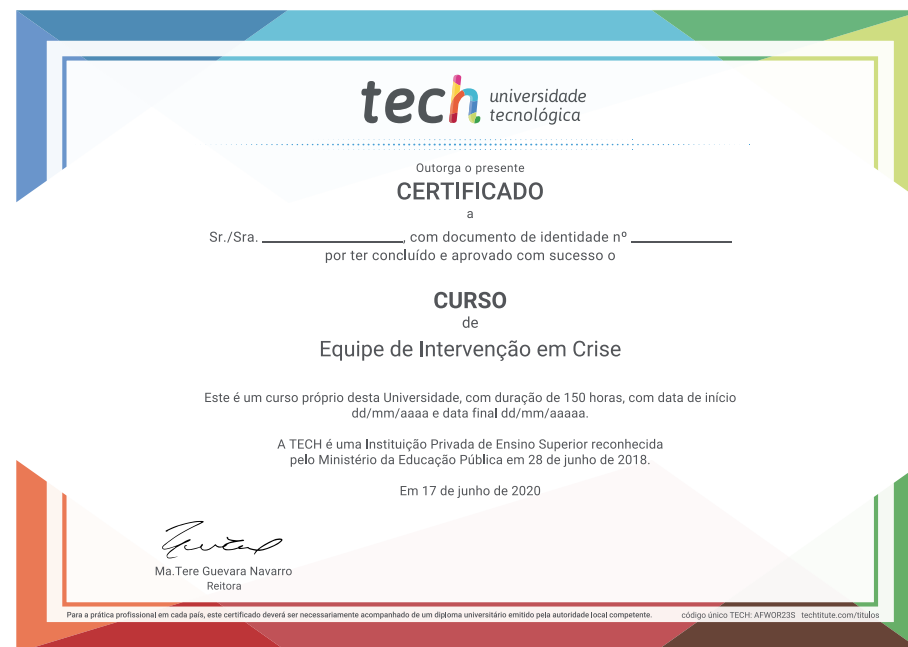 tech universidade
tecnológica
Outorga o presente
CERTIFICADO
a
Sr./Sra. ____________, com documento de identidade nº ____________
por ter concluído e aprovado com sucesso o
CURSO
de
Equipe de Intervenção em Crise
Este é um curso próprio desta Universidade, com duração de 150 horas, com data de início
dd/mm/aaaa e data final dd/mm/aaaaa.
A TECH é uma Instituição Privada de Ensino Superior reconhecida
pelo Ministério da Educação Pública em 28 de junho de 2018.
Em 17 de junho de 2020
Ma.Tere Guevara Navarro
Reitora
Para a prática profissional em cada país, este certificado deverá ser necessariamente acompanhado de um diploma universitário emitido pela autoridade local competente. código único TECH: AFWOR23S techtitute.com/titulos